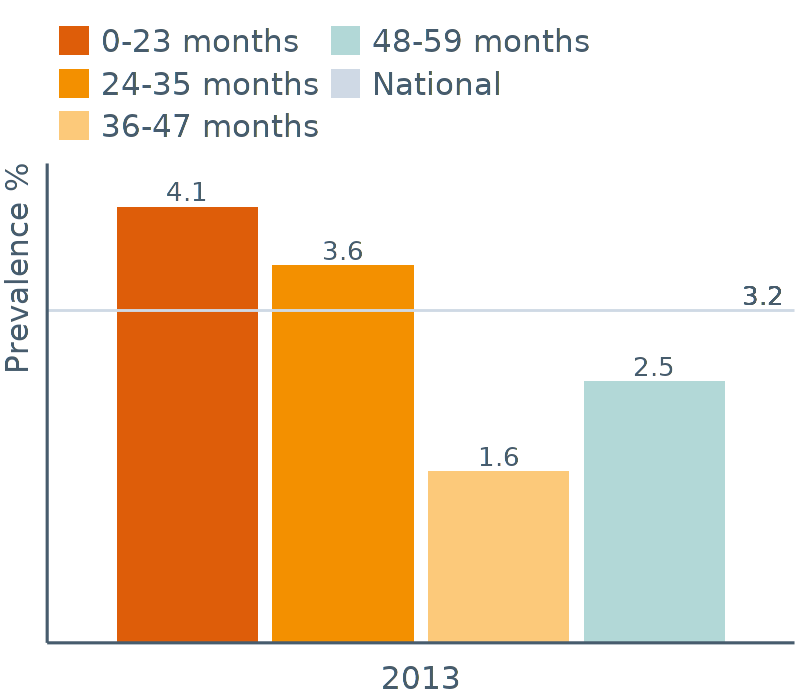 0-23 months
24-35 months
36-47 months
48-59 months
National
Prevalence %
4.1
3.6
1.6
2.5
3.2
2013